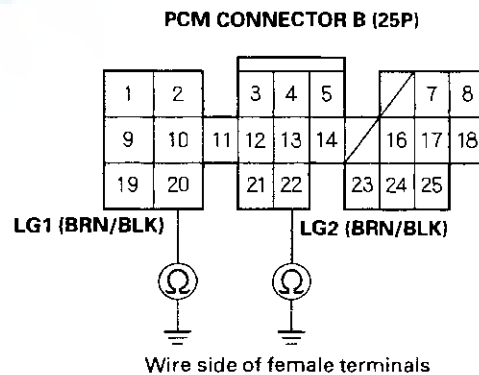 PCM CONNECTOR B (25P)
1 2 3 4 5 7 8
9 10 11 12 13 14 16 17 18
19 20 21 22 23 24 25
LG1 (BRN/BLK) LG2 (BRN/BLK)
Ω Ω
Wire side of female terminals